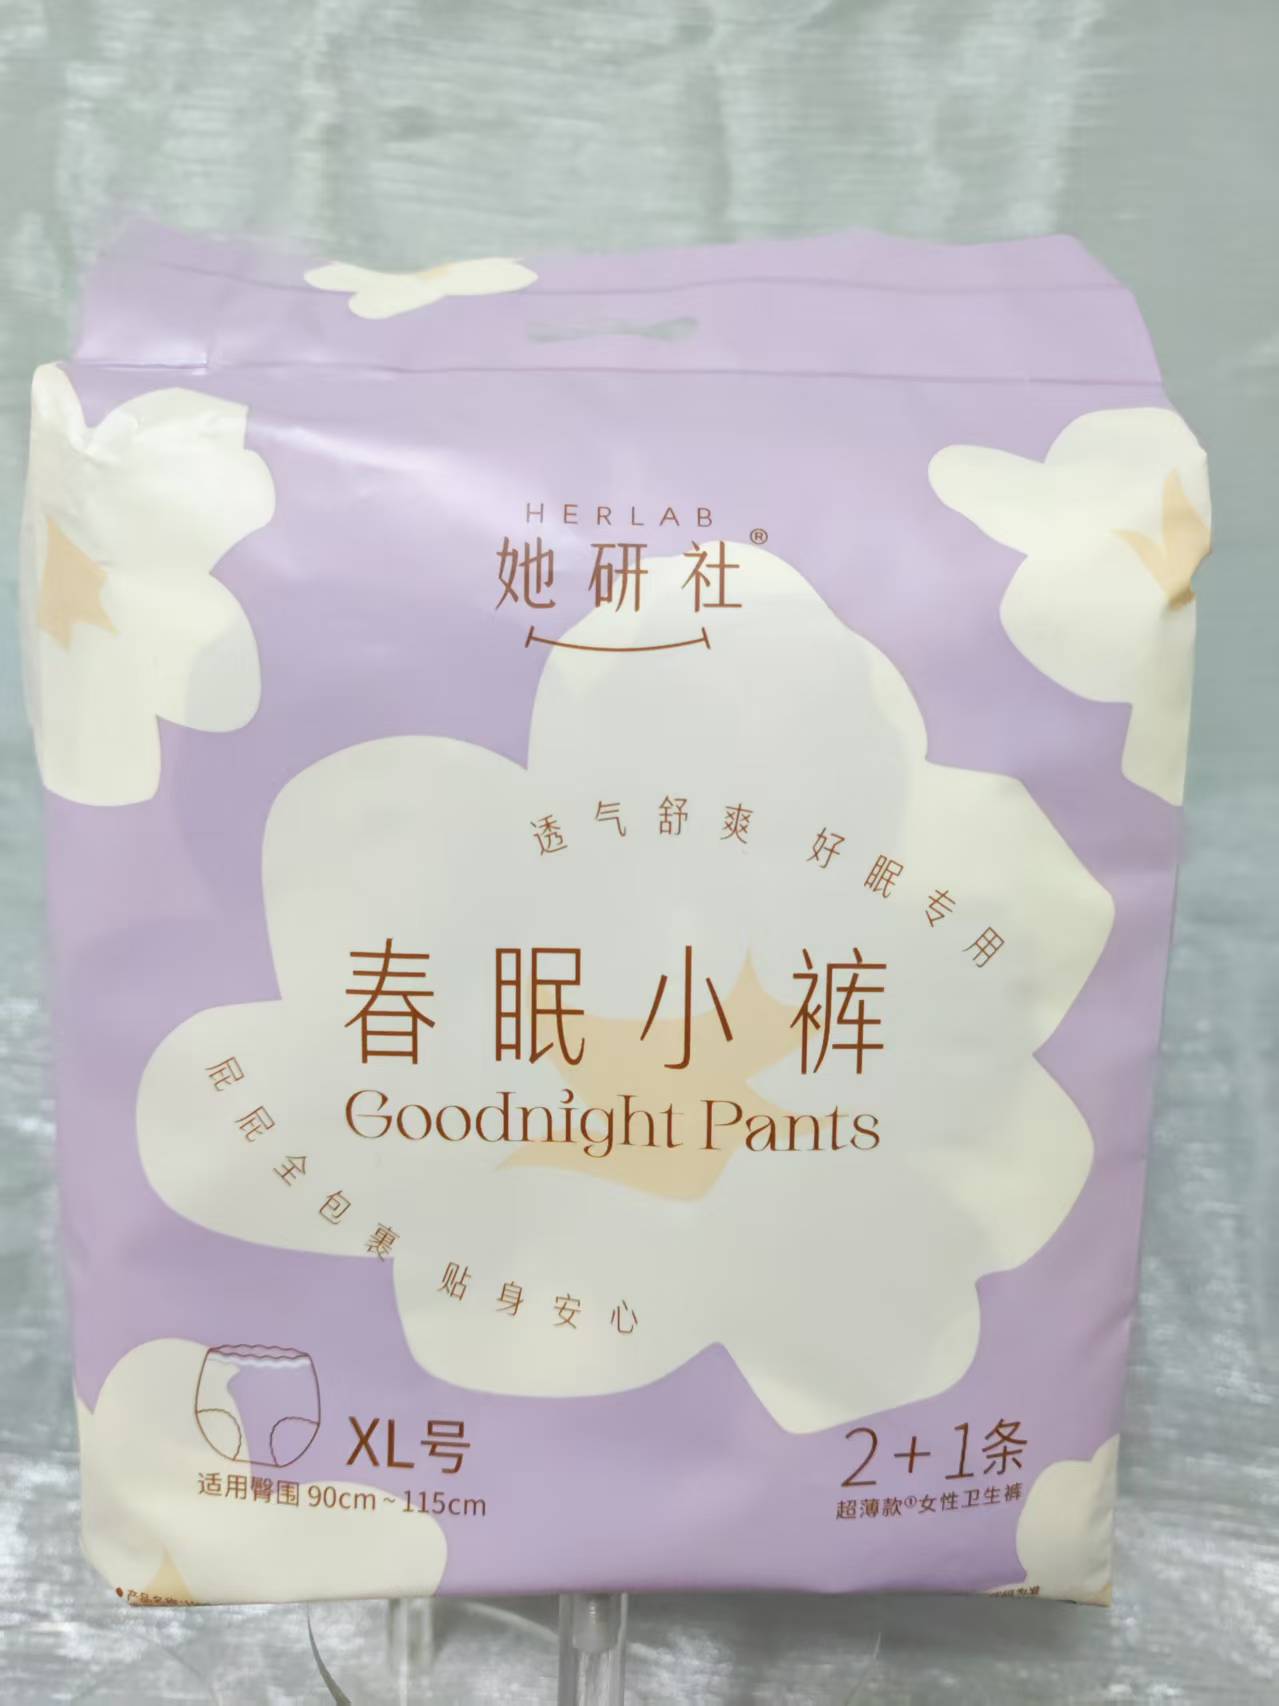 HERLAB
她研社®
透气舒爽 好眠专用
春眠小裤
Goodnight Pants
屁屁全包裹 贴身安心
XL号
适用臀围 90cm~115cm
2+1条
超薄款①女性卫生裤